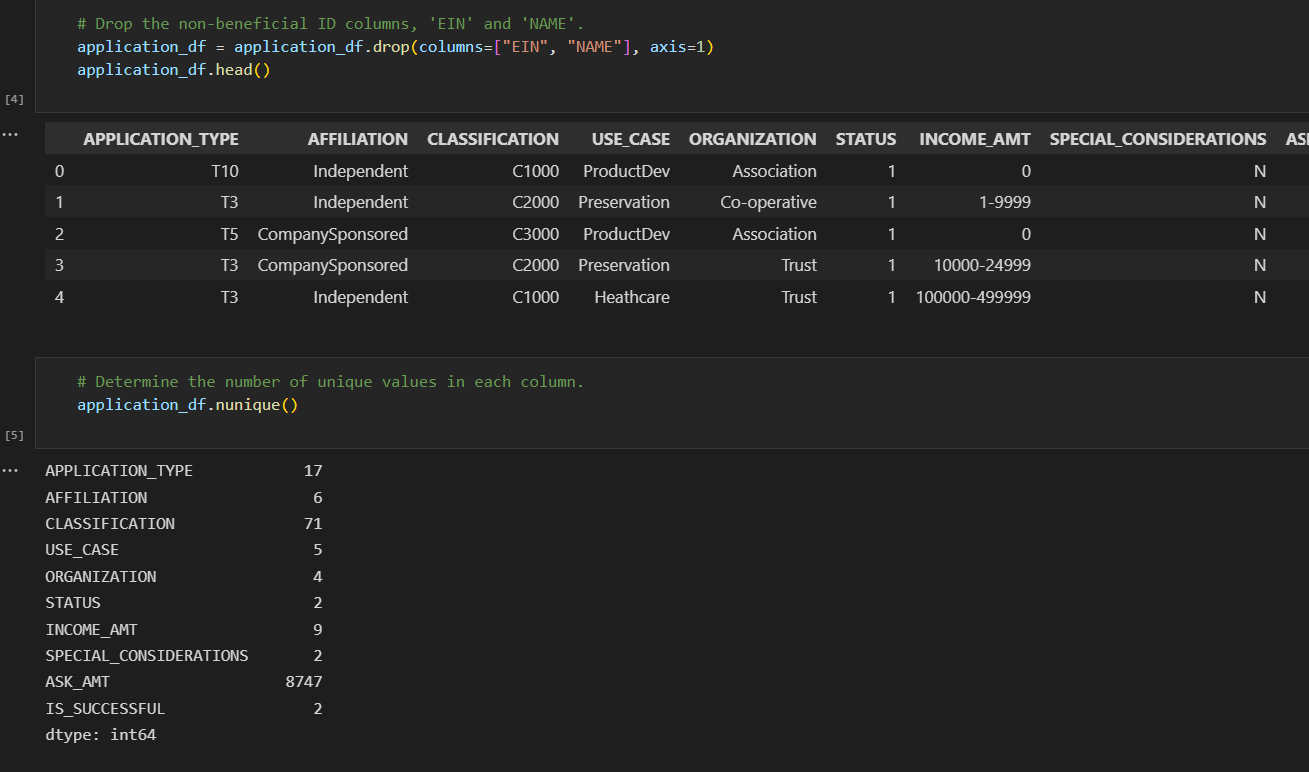 # Drop the non-beneficial ID columns, 'EIN' and 'NAME'.
application_df = application_df.drop(columns=["EIN", "NAME"], axis=1)
application_df.head()
[4]
...
APPLICATION_TYPE AFFILIATION CLASSIFICATION USE_CASE ORGANIZATION STATUS INCOME_AMT SPECIAL_CONSIDERATIONS
0 T10 Independent C1000 ProductDev Association 1 0 N
1 T3 Independent C2000 Preservation Co-operative 1 1-9999 N
2 T5 CompanySponsored C3000 ProductDev Association 1 0 N
3 T3 CompanySponsored C2000 Preservation Trust 1 10000-24999 N
4 T3 Independent C1000 Heathcare Trust 1 100000-499999 N
# Determine the number of unique values in each column.
application_df.nunique()
[5]
...
APPLICATION_TYPE 17
AFFILIATION 6
CLASSIFICATION 71
USE_CASE 5
ORGANIZATION 4
STATUS 2
INCOME_AMT 9
SPECIAL_CONSIDERATIONS 2
ASK_AMT 8747
IS_SUCCESSFUL 2
dtype: int64